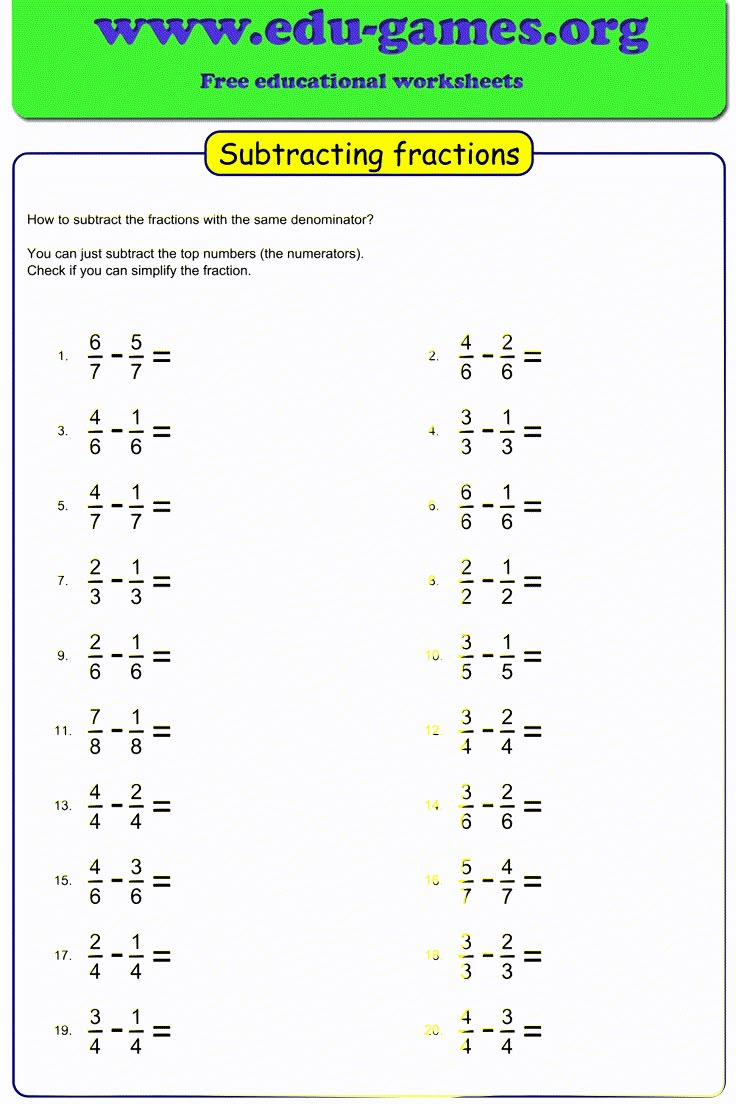 www.edu-games.org
Free educational worksheets
Subtracting fractions
How to subtract the fractions with the same denominator?
You can just subtract the top numbers (the numerators).
Check if you can simplify the fraction.
1. 6/7 - 5/7 =
2. 4/6 - 2/6 =
3. 4/6 - 1/6 =
4. 3/3 - 1/3 =
5. 4/7 - 1/7 =
6. 6/6 - 1/6 =
7. 2/3 - 1/3 =
8. 2/2 - 1/2 =
9. 2/6 - 1/6 =
10. 3/5 - 1/5 =
11. 7/8 - 1/8 =
12. 3/4 - 2/4 =
13. 4/4 - 2/4 =
14. 3/6 - 2/6 =
15. 4/6 - 3/6 =
16. 5/7 - 4/7 =
17. 2/4 - 1/4 =
18. 3/3 - 2/3 =
19. 3/4 - 1/4 =
20. 4/4 - 3/4 =